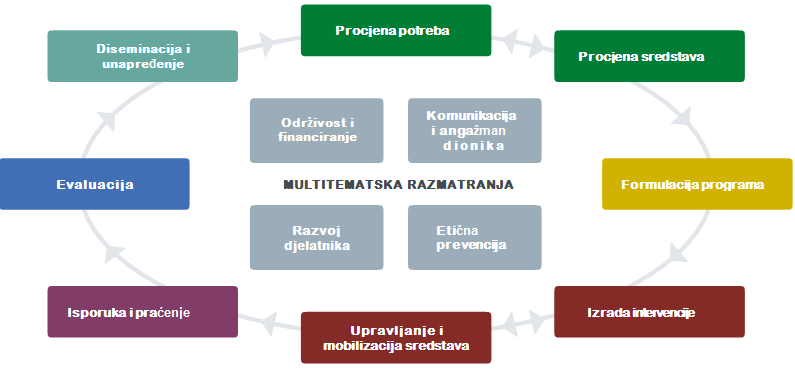 Procjena potreba
Diseminacija i
unapređenje
Procjena sredstava
Održivost i
financiranje
Komunikacija
i angažman
dionika
Evaluacija
MULTITEMATSKA RAZMATRANJA
Formulacija programa
Razvoj
djelatnika
Etična
prevencija
Isporuka i praćenje
Izrada intervencije
Upravljanje i
mobilizacija sredstava